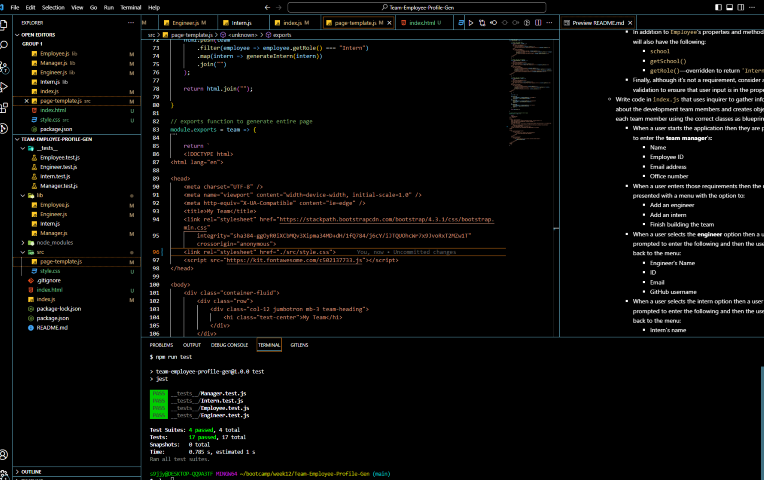 File Edit Selection View Go Run Terminal Help
Team-Employee-Profile-Gen
EXPLORER
OPEN EDITORS
GROUP 1
Employee.js lib
Manager.js lib
Engineer.js lib
Intern.js lib
index.js
page-template.js src
index.html U
style.css src U
package.json
TEAM-EMPLOYEE-PROFILE-GEN
__tests__
Employee.test.js
Engineer.test.js
Intern.test.js
Manager.test.js
lib
Employee.js
Engineer.js
Intern.js
Manager.js
node_modules
src
page-template.js
style.css U
.gitignore
index.html U
index.js
package-lock.json
package.json
README.md
OUTLINE
Engineer.js M
Intern.js
index.js M
page-template.js M
index.html U
src > page-template.js > <unknown> > exports
73 .filter(employee => employee.getRole() === "Intern")
74 .map(intern => generateIntern(intern))
75 .join("")
76 );
77
78 return html.join("");
79
80 }
81
82 // exports function to generate entire page
83 module.exports = team => {
84
85 return `
86 <!DOCTYPE html>
87 <html lang="en">
88
89 <head>
90 <meta charset="UTF-8" />
91 <meta name="viewport" content="width=device-width, initial-scale=1.0" />
92 <meta http-equiv="X-UA-Compatible" content="ie=edge" />
93 <title>My Team</title>
94 <link rel="stylesheet" href="https://stackpath.bootstrapcdn.com/bootstrap/4.3.1/css/bootstrap.
min.css"
95
crossorigin="anonymous">
96 <link rel="stylesheet" href="./src/style.css"> You, now • Uncommitted changes
97 <script src="https://kit.fontawesome.com/c502137733.js"></script>
98 </head>
99
100 <body>
101 <div class="container-fluid">
102 <div class="row">
103 <div class="col-12 jumbotron mb-3 team-heading">
104 <h1 class="text-center">My Team</h1>
105 </div>
106 </div>
PROBLEMS OUTPUT DEBUG CONSOLE TERMINAL GITLENS
$ npm run test
> team-employee-profile-gen@1.0.0 test
> jest
PASS __tests__/Manager.test.js
PASS __tests__/Intern.test.js
PASS __tests__/Employee.test.js
PASS __tests__/Engineer.test.js
Test Suites: 4 passed, 4 total
Tests: 17 passed, 17 total
Snapshots: 0 total
Time: 0.785 s, estimated 1 s
Ran all test suites.
MINGW64 ~/bootcamp/week12/Team-Employee-Profile-Gen (main)
Preview README.md
In addition to Employee's properties and method
will also have the following:
school
getSchool()
getRole()—overridden to return 'Intern
Finally, although it's not a requirement, consider a
validation to ensure that user input is in the prope
Write code in index.js that uses inquirer to gather infor
about the development team members and creates obje
each team member using the correct classes as blueprin
When a user starts the application then they are p
to enter the team manager's:
Name
Employee ID
Email address
Office number
When a user enters those requirements then the u
presented with a menu with the option to:
Add an engineer
Add an intern
Finish building the team
When a user selects the engineer option then a u
prompted to enter the following and then the use
back to the menu:
Engineer's Name
ID
Email
GitHub username
When a user selects the intern option then a user
prompted to enter the following and then the use
back to the menu:
Intern's name